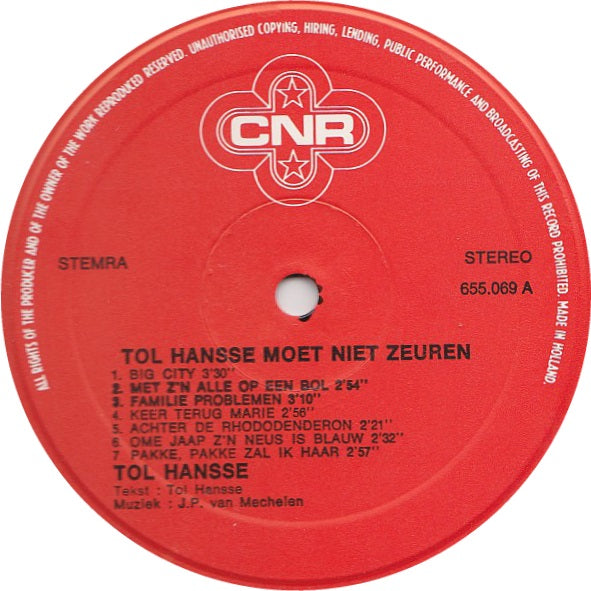 ALL RIGHTS OF THE PRODUCER AND OF THE OWNER OF THE WORK REPRODUCED RESERVED. UNAUTHORISED COPYING, HIRING, LENDING, PUBLIC PERFORMANCE AND BROADCASTING OF THIS RECORD PROHIBITED. MADE IN HOLLAND.
CNR
STEMRA
STEREO
655.069 A
TOL HANSSE MOET NIET ZEUREN
1. BIG CITY 3'30''
2. MET Z'N ALLE OP EEN BOL 2'54''
3. FAMILIE PROBLEMEN 3'10''
4. KEER TERUG MARIE 2'56''
5. ACHTER DE RHODODENDERON 2'21''
6. OME JAAP Z'N NEUS IS BLAUW 2'32''
7 PAKKE, PAKKE ZAL IK HAAR 2'57''
TOL HANSSE
Tekst : Tol Hansse
Muziek : J.P. van Mechelen